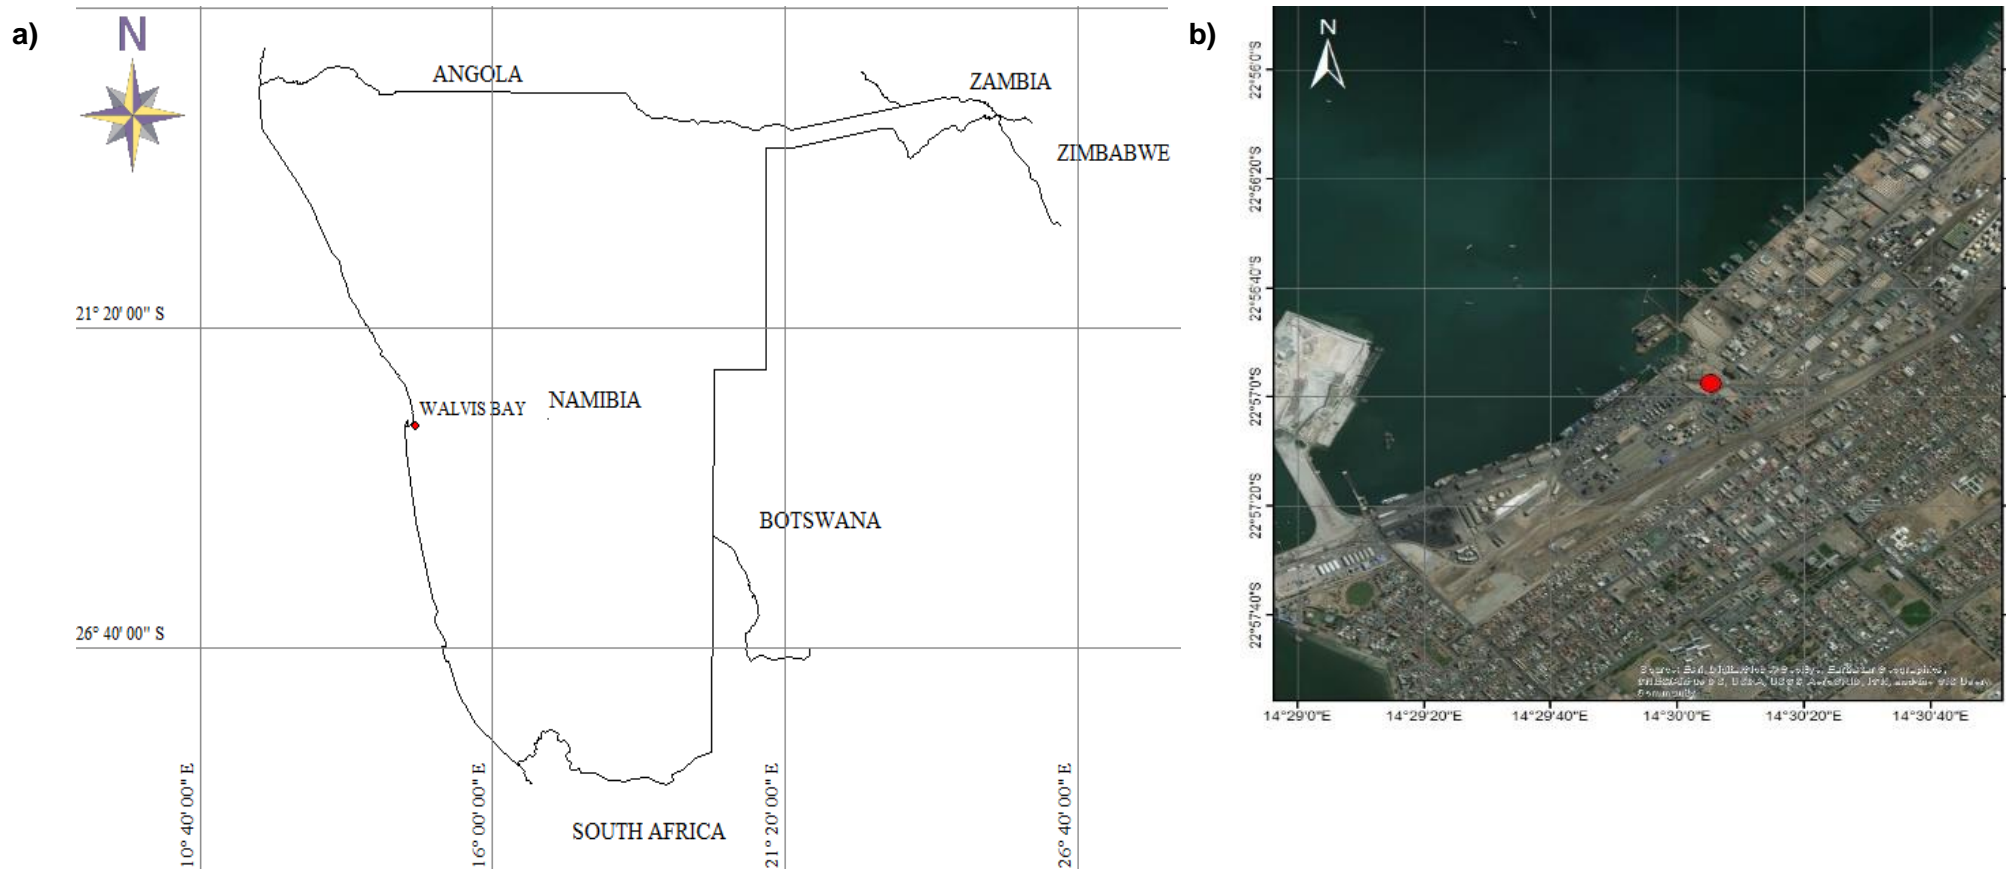 a)
N
ANGOLA
ZAMBIA
ZIMBABWE
21° 20' 00" S
WALVIS BAY
NAMIBIA
BOTSWANA
26° 40' 00" S
SOUTH AFRICA
10° 40' 00" E
16° 00' 00" E
21° 20' 00" E
26° 40' 00" E
b)
N
22°56'0"S
22°56'20"S
22°56'40"S
22°57'0"S
22°57'20"S
22°57'40"S
14°29'0"E
14°29'20"E
14°29'40"E
14°30'0"E
14°30'20"E
14°30'40"E
Community